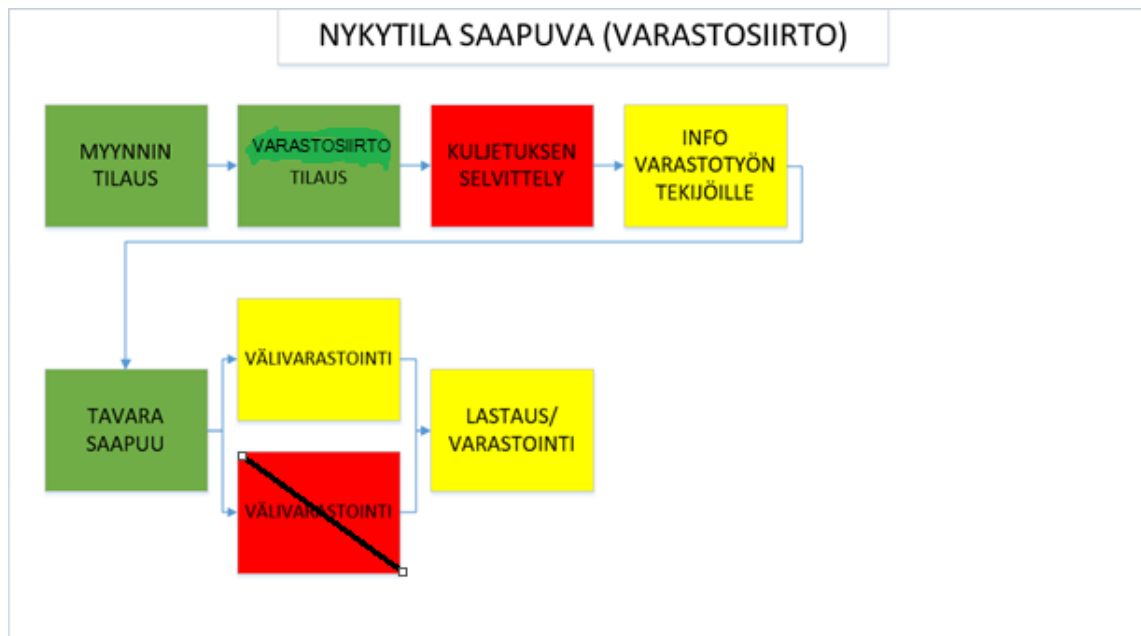 NYKYTILA SAAPUVA (VARASTOSIIRTO)
MYYNNIN
TILAUS
VARASTOSIIRTO
TILAUS
KULJETUKSEN
SELVITTELY
INFO
VARASTOTYÖN
TEKIJÖILLE
TAVARA
SAAPUU
VÄLIVARASTOINTI
VÄLIVARASTOINTI
LASTAUS/
VARASTOINTI